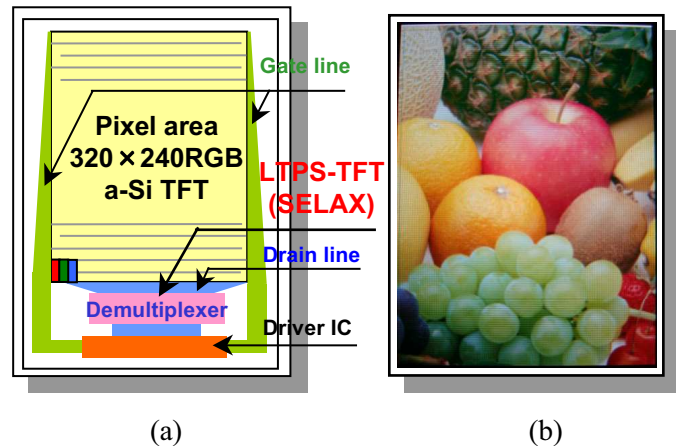 Gate line
Pixel area
320×240RGB
a-Si TFT
LTPS-TFT
(SELAX)
Drain line
Demultiplexer
Driver IC
(a)
(b)